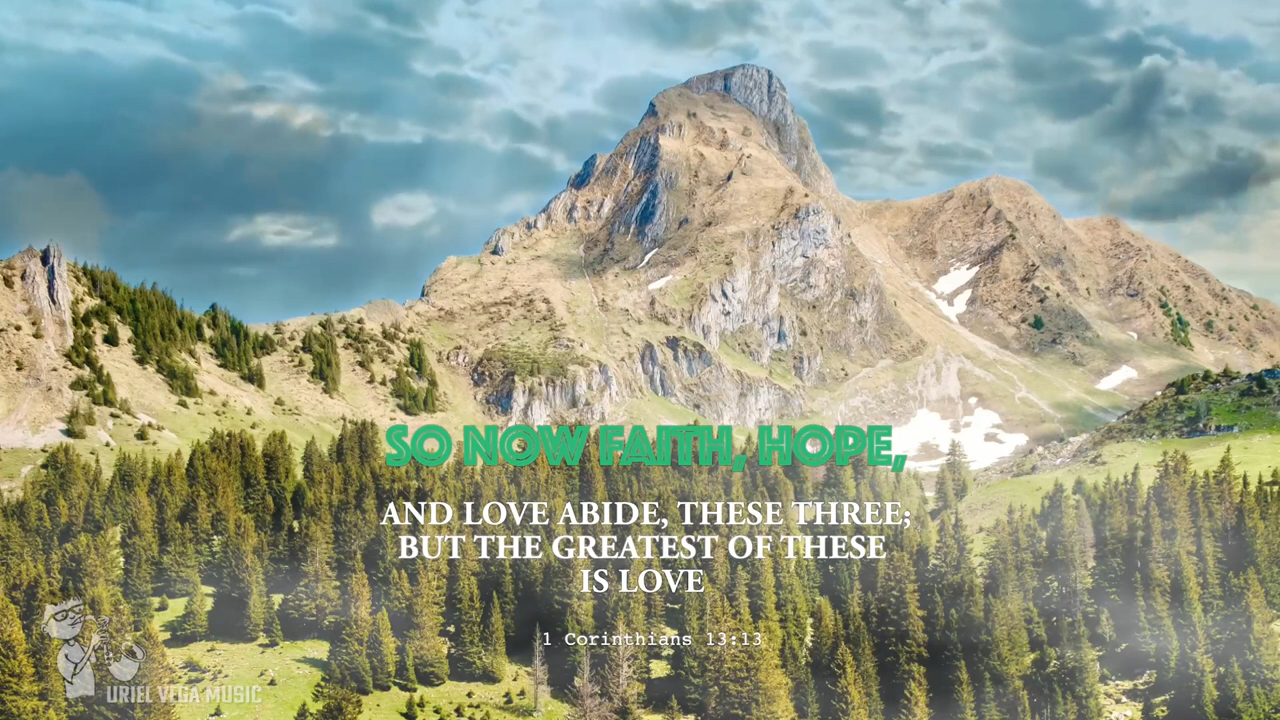 SO NOW FAITH, HOPE,
AND LOVE ABIDE, THESE THREE;
BUT THE GREATEST OF THESE
IS LOVE
1 Corinthians 13:13
URIEL VEGA MUSIC